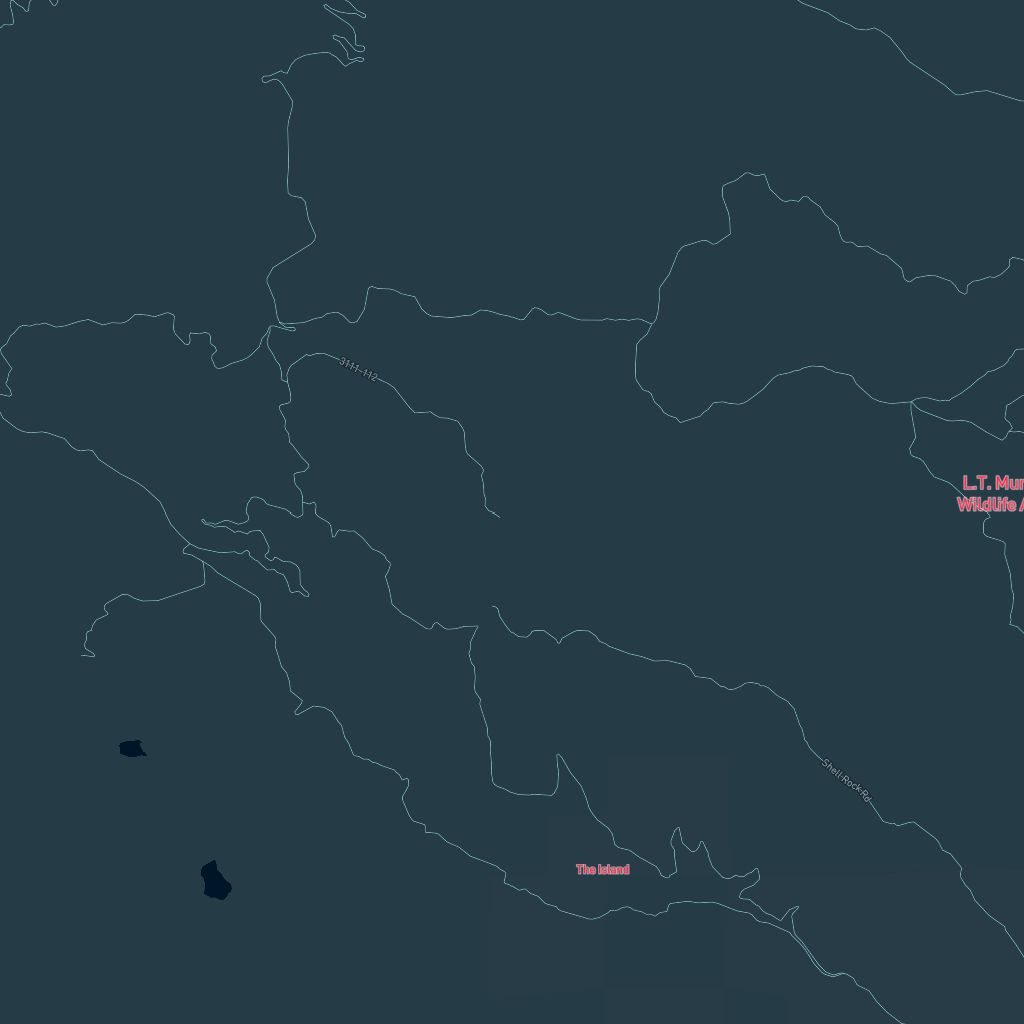 3111-112
L.T. Mur
Wildlife A
Shell Rock Rd
The Island